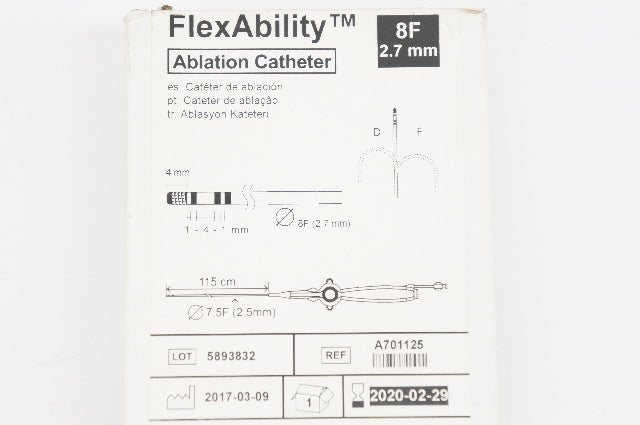 FlexAbility™
8F
2.7 mm
Ablation Catheter
es: Catéter de ablación
pt: Cateter de ablação
tr: Ablasyon Kateteri
D F
4 mm
1 - 4 - 1 mm
8F (2.7 mm)
115 cm
7.5F (2.5mm)
LOT 5893832
REF A701125
2017-03-09
1
2020-02-29